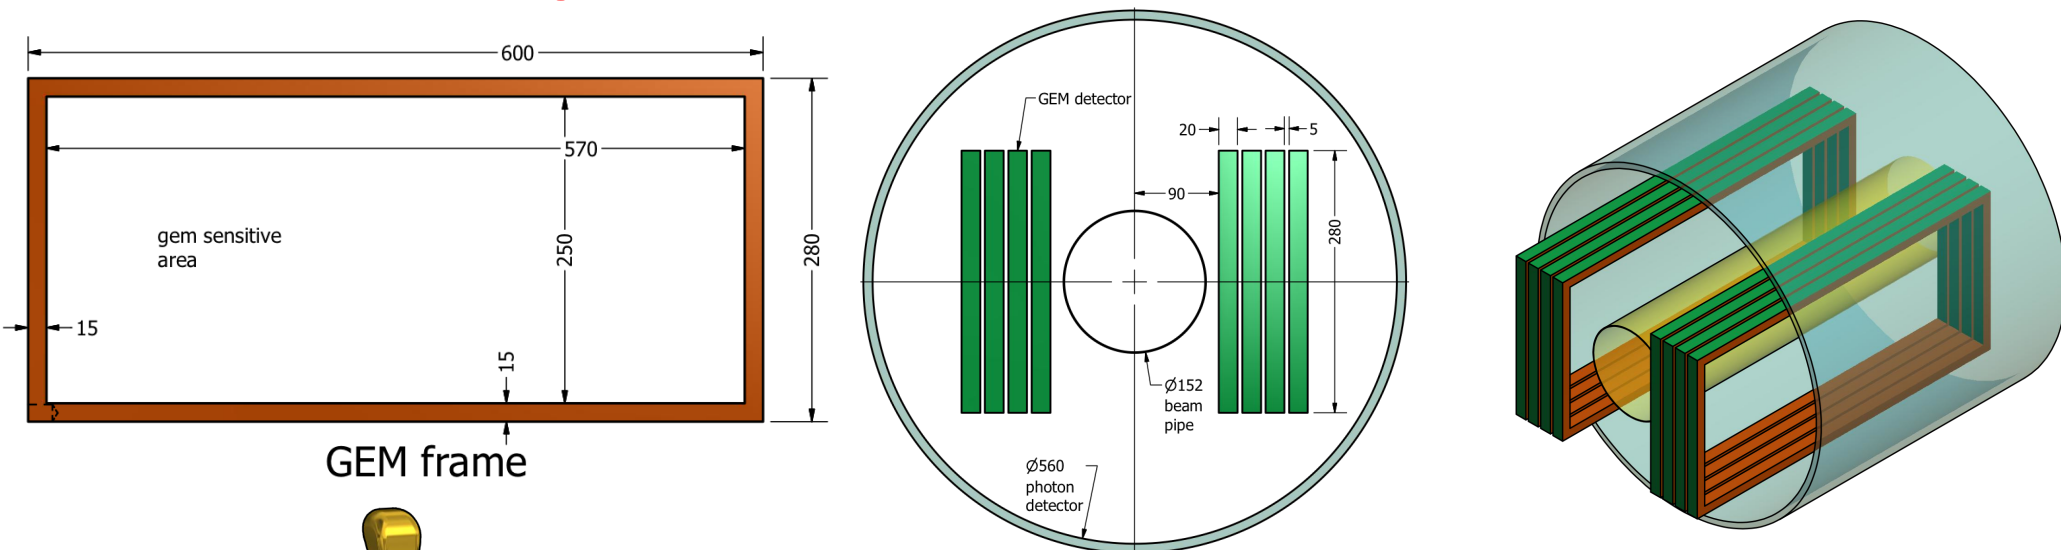 600
570
gem sensitive
area
250
280
15
15
GEM frame
GEM detector
20
5
90
280
Ø152
beam
pipe
Ø560
photon
detector